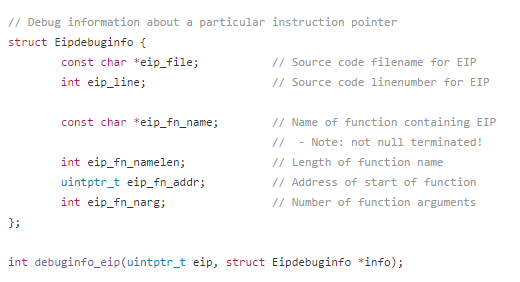 // Debug information about a particular instruction pointer
struct Eipdebuginfo {
        const char *eip_file;           // Source code filename for EIP
        int eip_line;                   // Source code linenumber for EIP

        const char *eip_fn_name;        // Name of function containing EIP
                                        //  - Note: not null terminated!
        int eip_fn_namelen;             // Length of function name
        uintptr_t eip_fn_addr;          // Address of start of function
        int eip_fn_narg;                // Number of function arguments
};

int debuginfo_eip(uintptr_t eip, struct Eipdebuginfo *info);